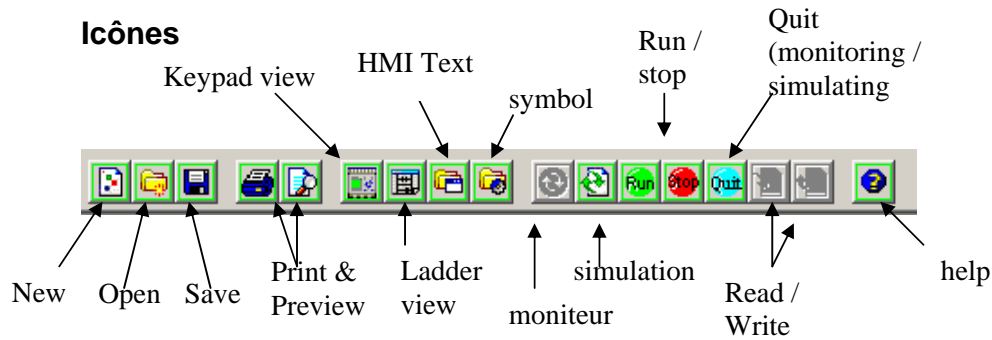 Icônes
Keypad view
HMI Text
symbol
Run /
stop
Quit
(monitoring /
simulating
Run
Stop
Quit
New
Open
Save
Print &
Preview
Ladder
view
moniteur
simulation
Read /
Write
help